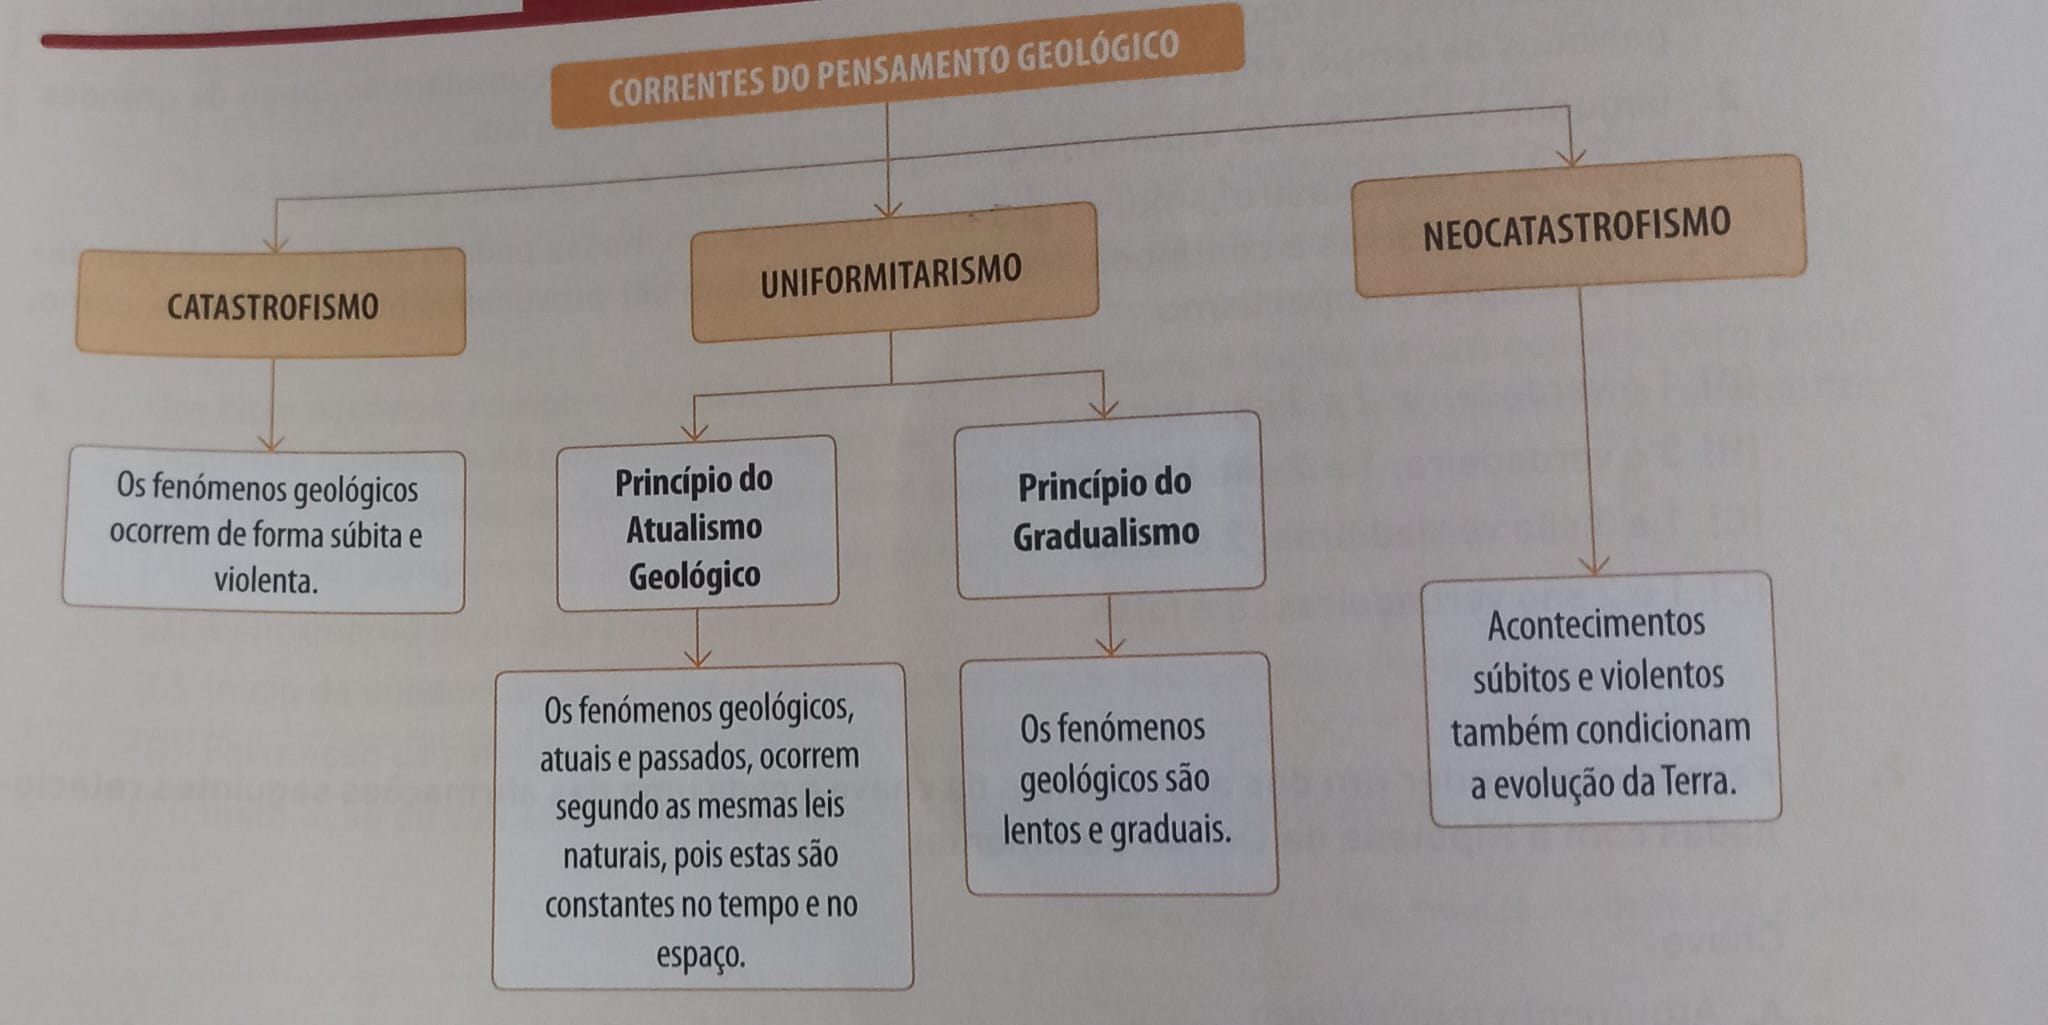 CORRENTES DO PENSAMENTO GEOLÓGICO
CATASTROFISMO
UNIFORMITARISMO
NEOCATASTROFISMO
Os fenómenos geológicos
ocorrem de forma súbita e
violenta.
Princípio do
Atualismo
Geológico
Princípio do
Gradualismo
Os fenómenos geológicos,
atuais e passados, ocorrem
segundo as mesmas leis
naturais, pois estas são
constantes no tempo e no
espaço.
Os fenómenos
geológicos são
lentos e graduais.
Acontecimentos
súbitos e violentos
também condicionam
a evolução da Terra.